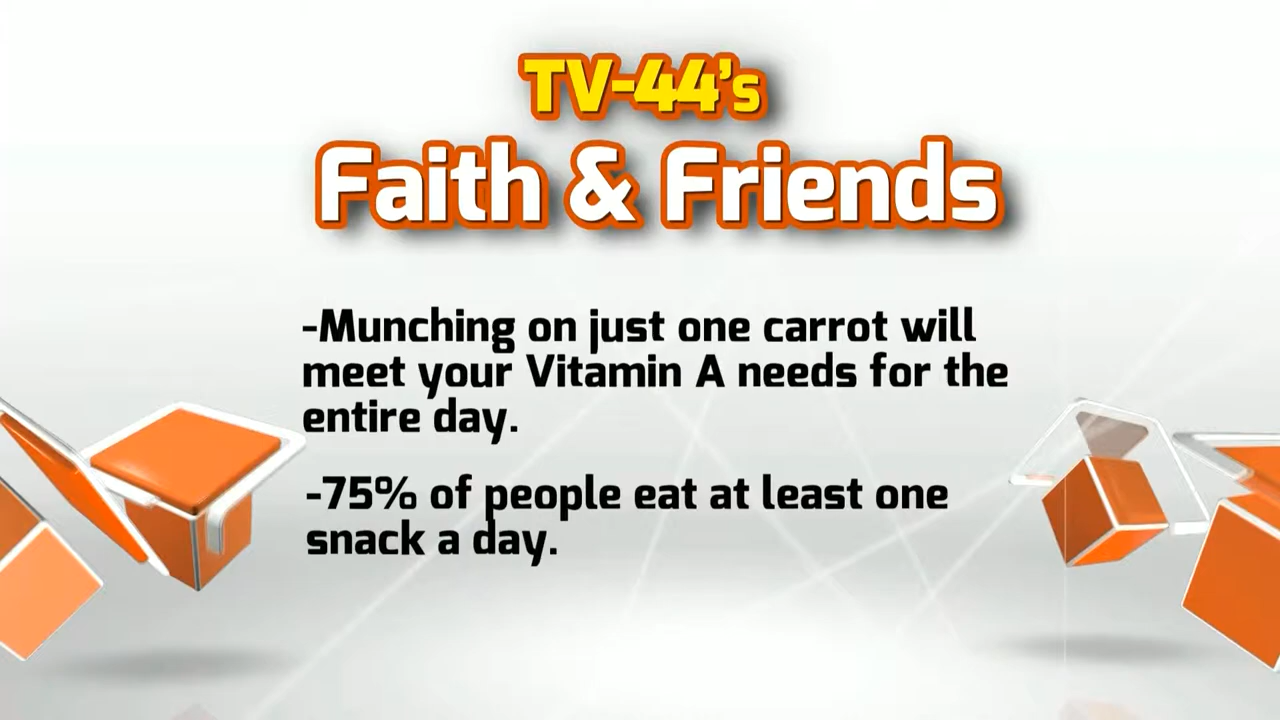 TV-44's
Faith & Friends
-Munching on just one carrot will
meet your Vitamin A needs for the
entire day.
-75% of people eat at least one
snack a day.